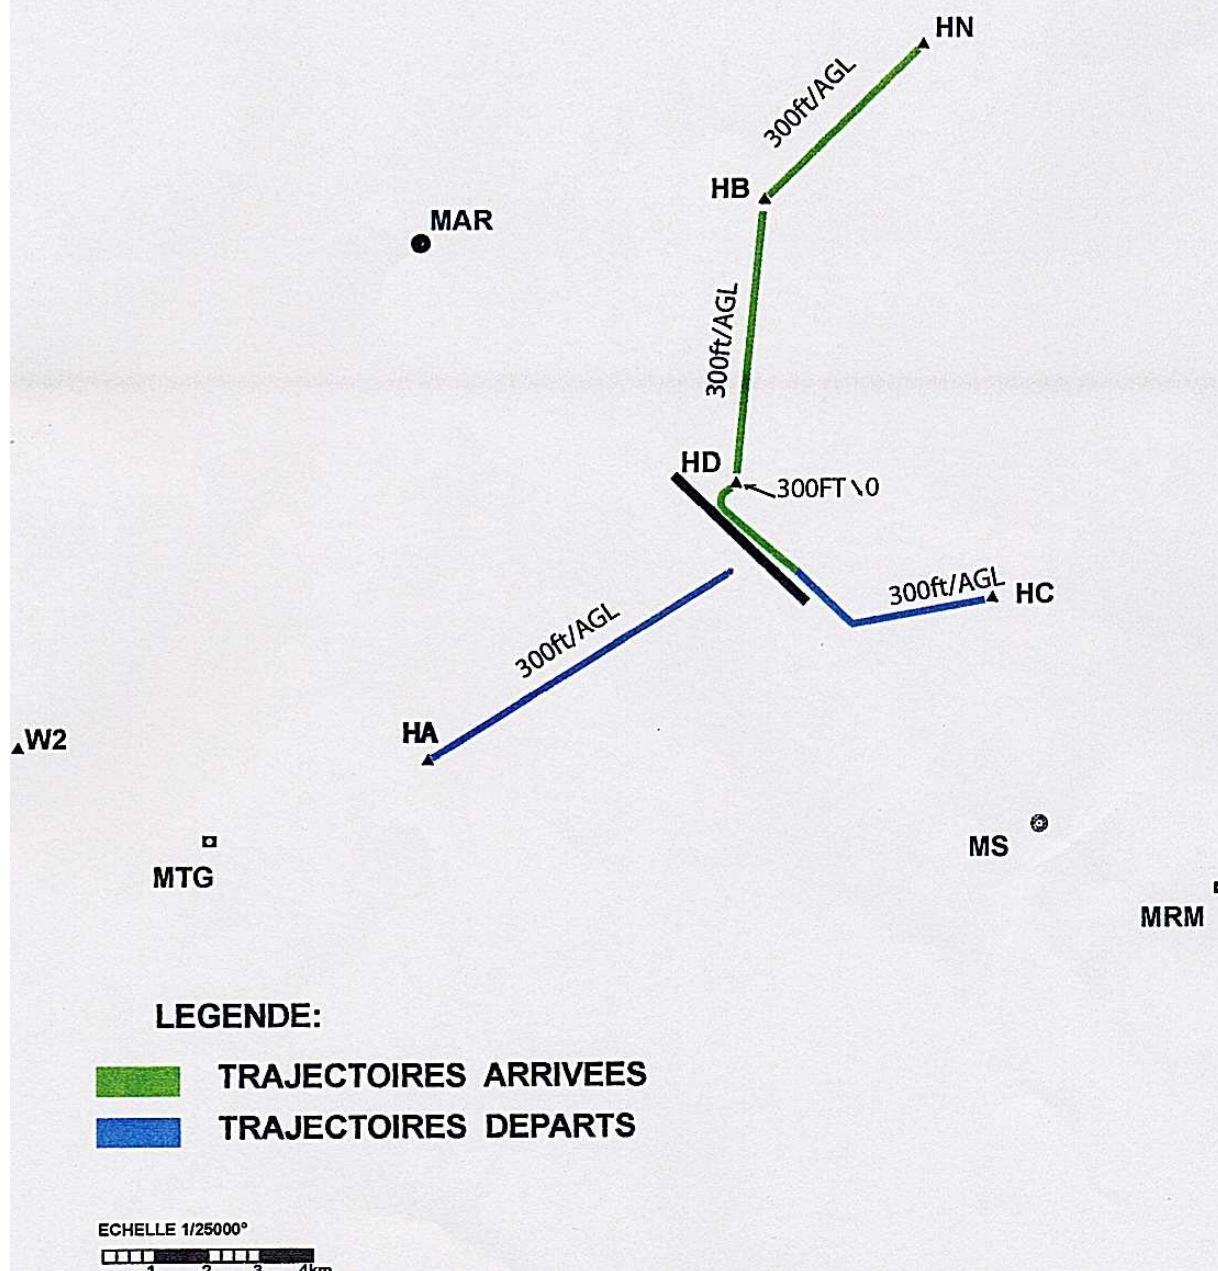 HN
300ft/AGL
HB
MAR
300ft/AGL
HD
300FT \ 0
300ft/AGL
HC
300ft/AGL
HA
W2
MS
MTG
MRM
LEGENDE:
TRAJECTOIRES ARRIVEES
TRAJECTOIRES DEPARTS
ECHELLE 1/25000°
1 2 3 4km